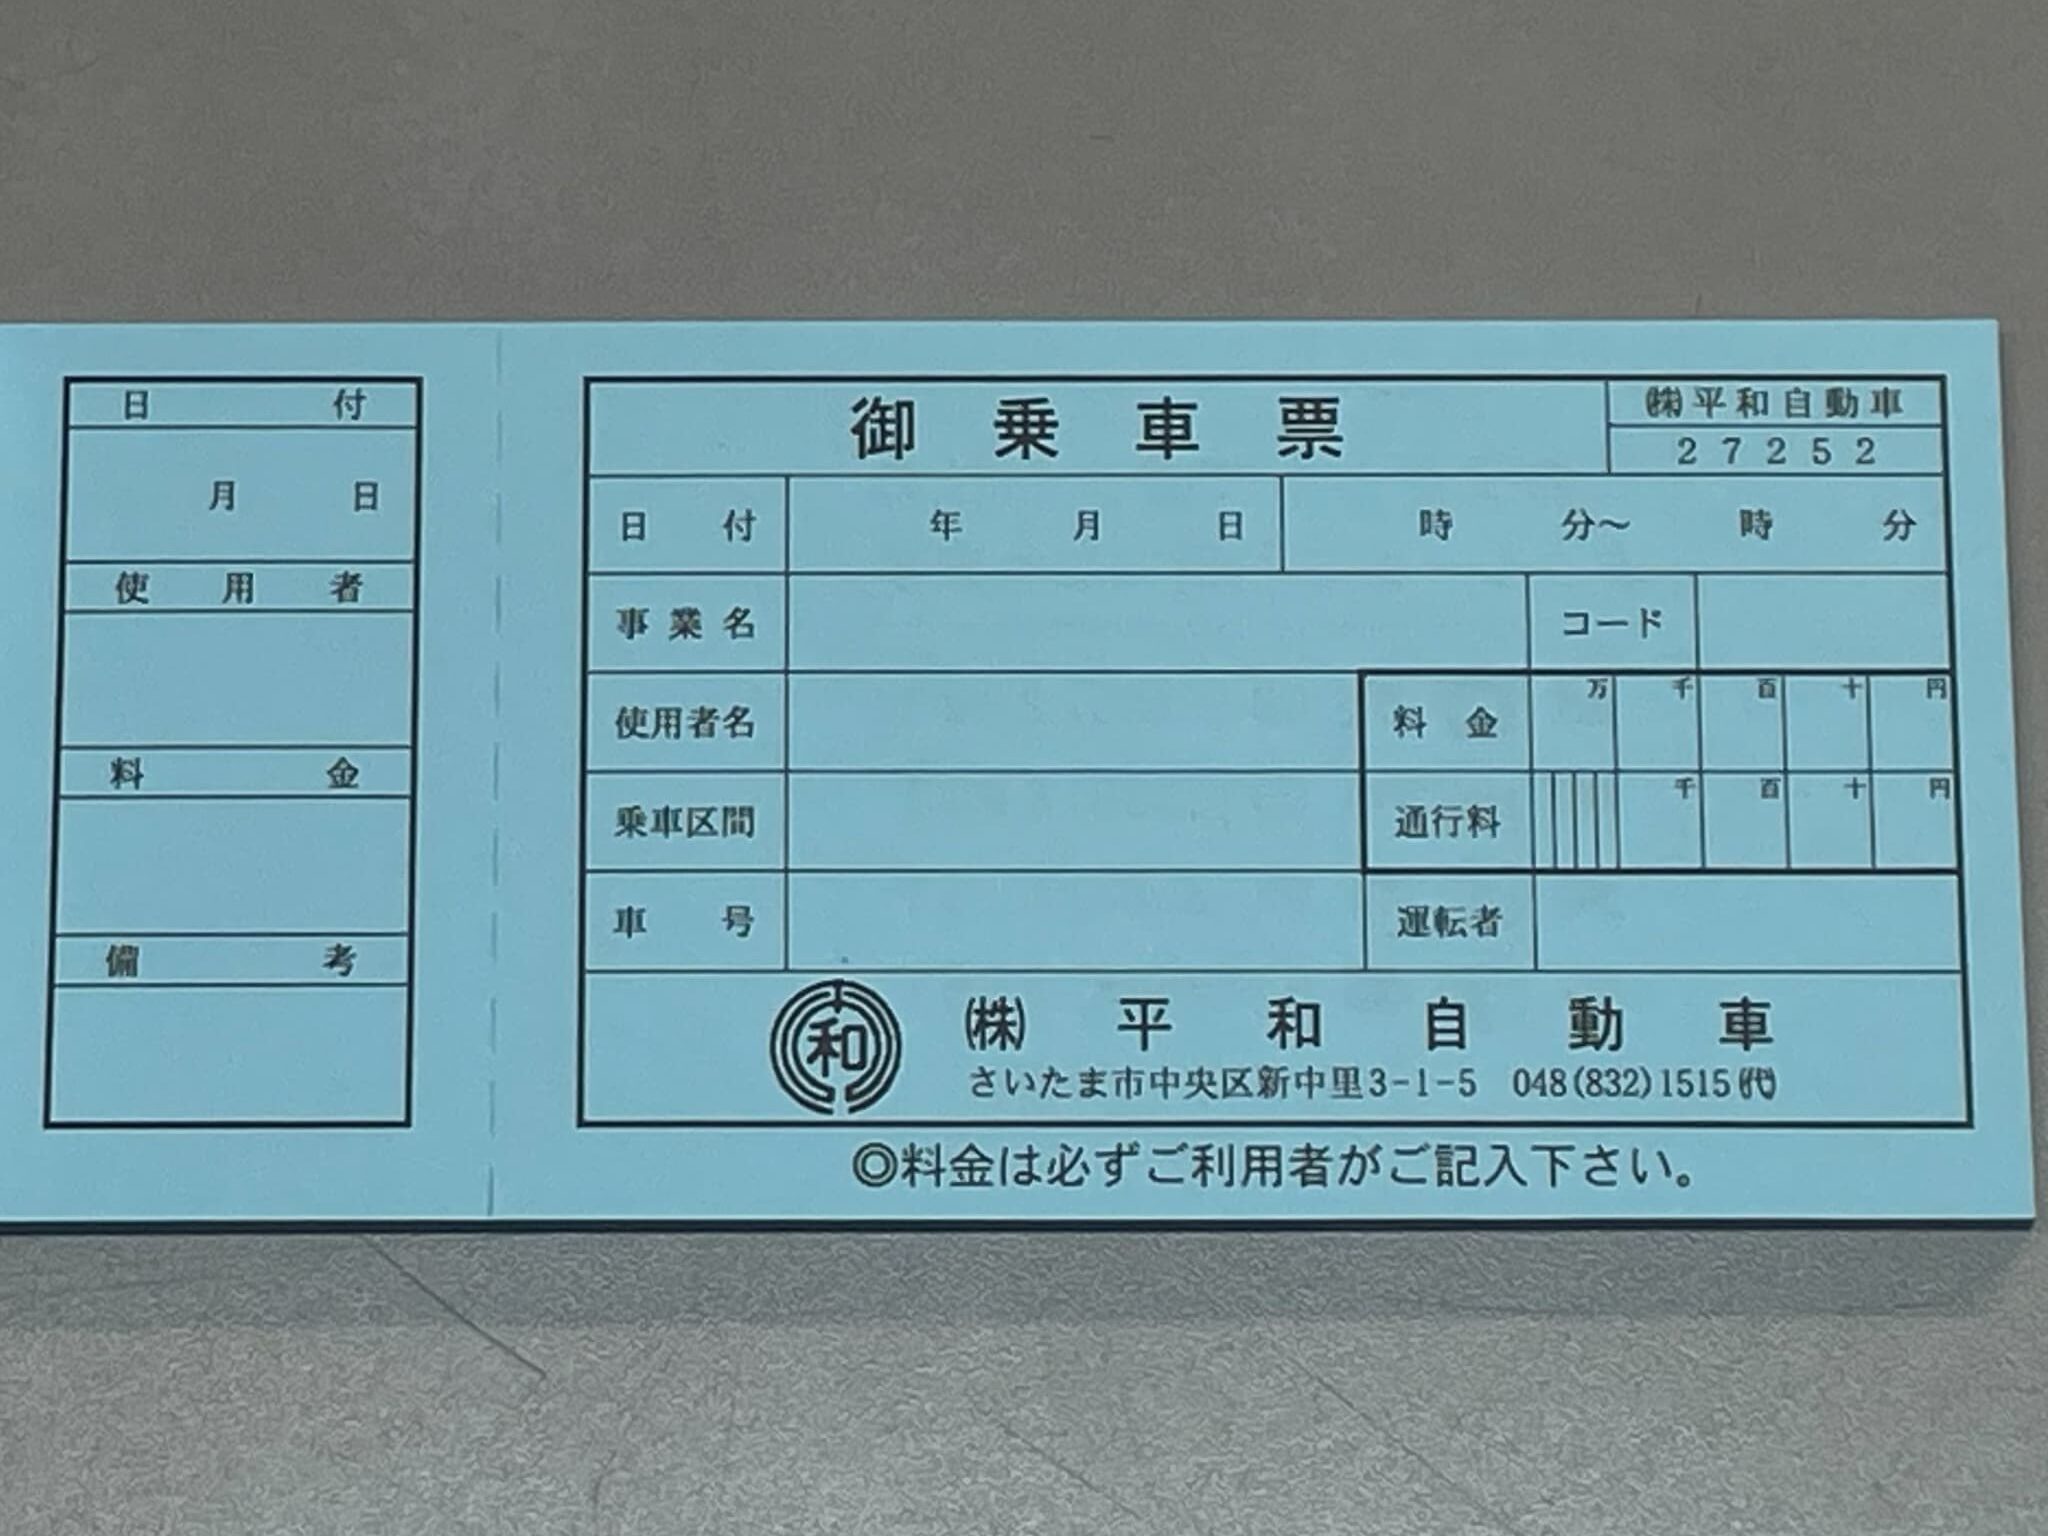 日付
月 日
使用者
料金
備考
御乗車票
㈱平和自動車
27252
日付 年 月 日 時 分～ 時 分
事業名 コード
使用者名 料金 万 千 百 十 円
乗車区間 通行料 千 百 十 円
車号 運転者
和 ㈱平和自動車
さいたま市中央区新中里3-1-5 048(832)1515㈹
◎料金は必ずご利用者がご記入下さい。